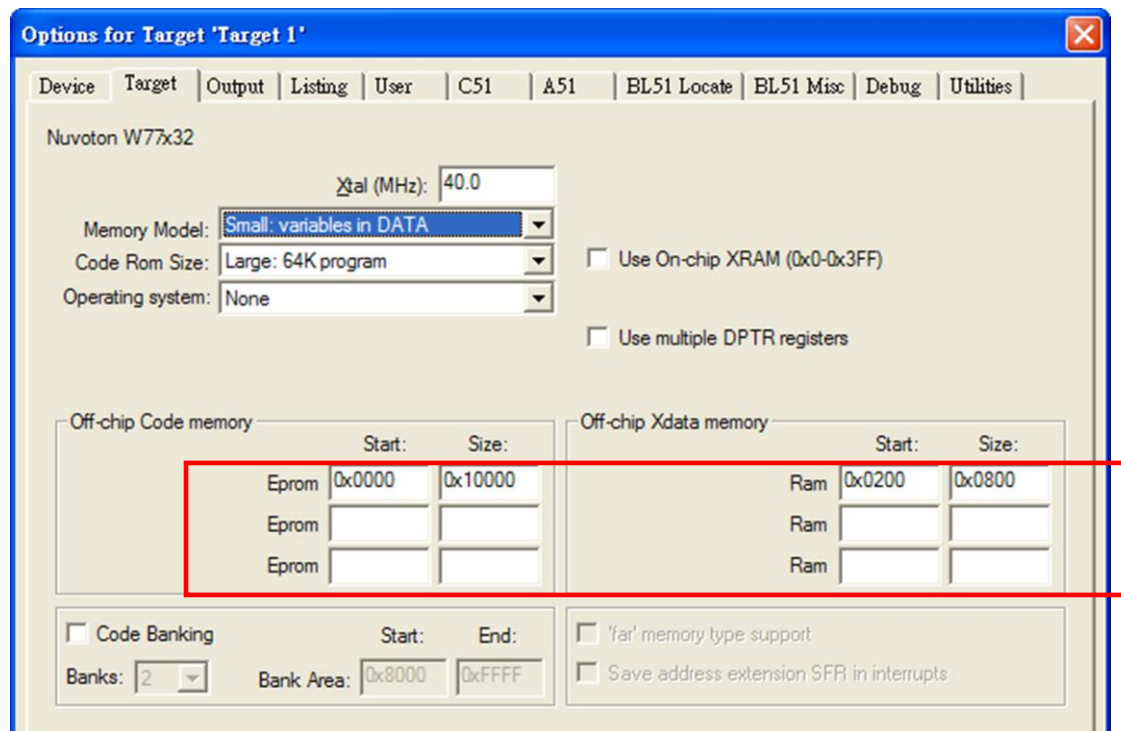 Options for Target 'Target 1'
Device Target Output Listing User C51 A51 BL51 Locate BL51 Misc Debug Utilities
Nuvoton W77x32
Xtal (MHz): 40.0
Memory Model: Small: variables in DATA
Code Rom Size: Large: 64K program
Use On-chip XRAM (0x0-0x3FF)
Operating system: None
Use multiple DPTR registers
Off-chip Code memory
Start: Size:
Eprom 0x0000 0x10000
Eprom
Eprom
Off-chip Xdata memory
Start: Size:
Ram 0x0200 0x0800
Ram
Ram
Code Banking Start: End:
Banks: 2 Bank Area: 0x8000 0xFFFF
'far' memory type support
Save address extension SFR in interrupts